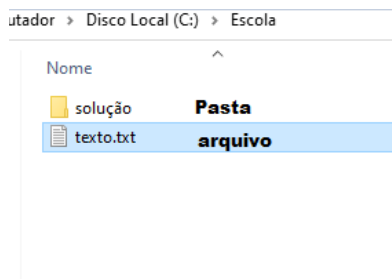 utador > Disco Local (C:) > Escola
Nome
solução Pasta
texto.txt arquivo